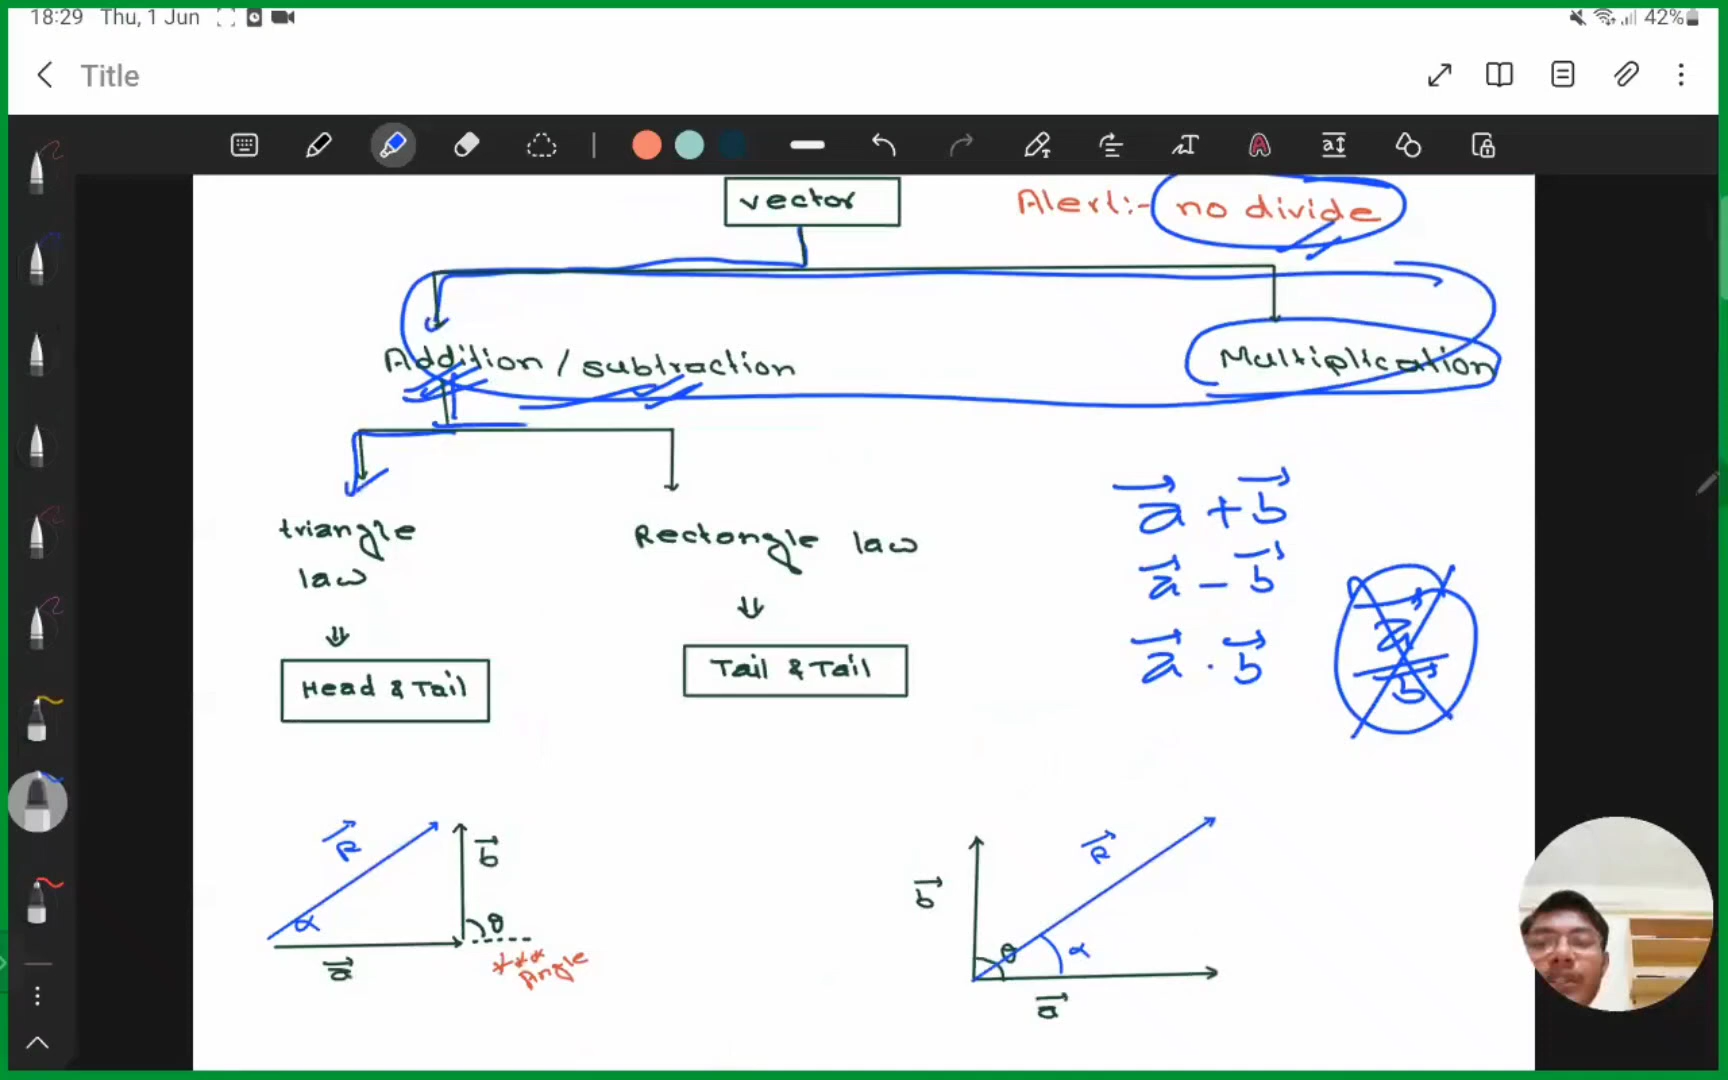 18:29 Thu, 1 Jun
42%
Title
vector
Alert:- no divide
Addition / subtraction
Multiplication
triangle
law
Rectangle law
⇓
⇓
Head & Tail
Tail & Tail
a⃗ + b⃗
a⃗ - b⃗
a⃗ · b⃗
a⃗
b⃗
R⃗
b⃗
α
θ
a⃗
*** Angle
R⃗
b⃗
θ
α
a⃗